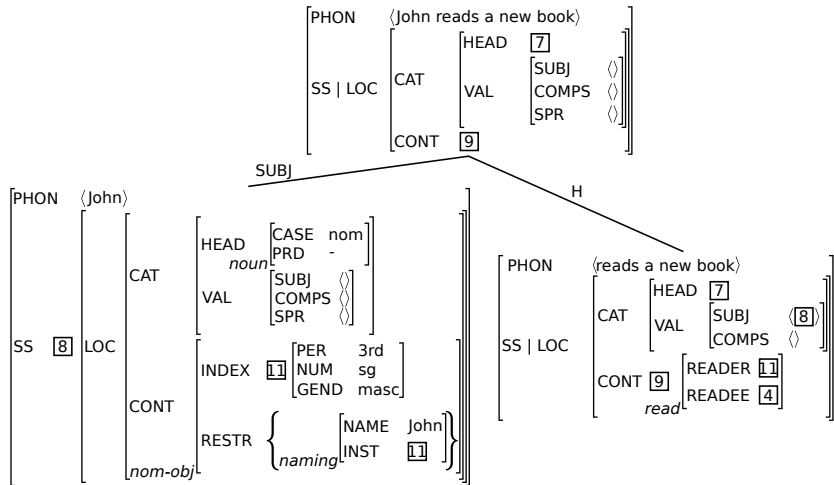 PHON ⟨John reads a new book⟩
HEAD 7
SUBJ ⟨⟩
CAT
SS | LOC VAL COMPS ⟨⟩
SPR ⟨⟩
CONT 9
SUBJ
H
PHON ⟨John⟩
CASE nom
HEAD
noun PRD -
CAT
SUBJ ⟨⟩
VAL COMPS ⟨⟩
SPR ⟨⟩
SS 8 LOC
PER 3rd
INDEX 11 NUM sg
GEND masc
CONT
NAME John
RESTR {
naming INST 11 }
nom-obj
PHON ⟨reads a new book⟩
HEAD 7
CAT SUBJ ⟨8⟩
VAL
COMPS ⟨⟩
SS | LOC
READER 11
CONT 9
READEE 4
read